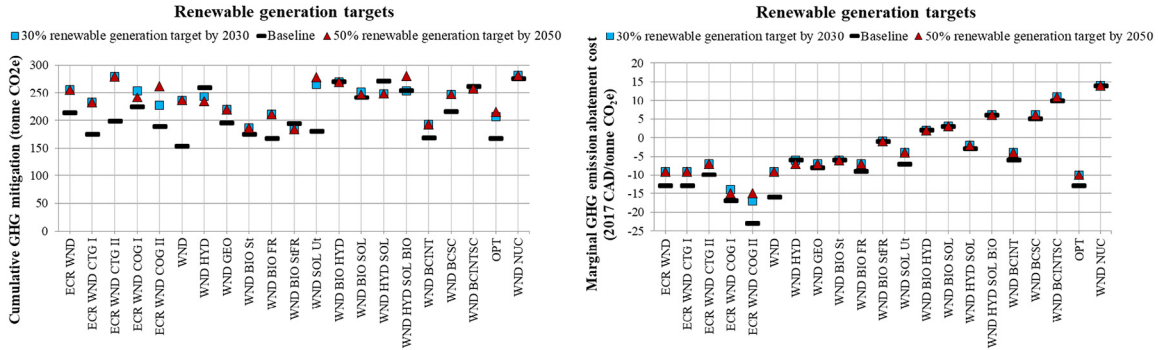 Renewable generation targets
30% renewable generation target by 2030 Baseline 50% renewable generation target by 2050
Cumulative GHG mitigation (tonne CO2e)
300
250
200
150
100
50
0
ECR WND
ECR WND CTG I
ECR WND CTG II
ECR WND COG I
ECR WND COG II
WND
WND HYD
WND GEO
WND BIO St
WND BIO FR
WND BIO StFR
WND SOL Ut
WND BIO HYD
WND BIO SOL
WND HYD SOL
WND HYD SOL BIO
WND BCINT
WND BCSC
WND BCINTSC
OPT
WND NUC
Renewable generation targets
30% renewable generation target by 2030 Baseline 50% renewable generation target by 2050
Marginal GHG emission abatement cost
(2017 CAD/tonne CO₂e)
20
15
10
5
0
-5
-10
-15
-20
-25
ECR WND
ECR WND CTG I
ECR WND CTG II
ECR WND COG I
ECR WND COG II
WND
WND HYD
WND GEO
WND BIO St
WND BIO FR
WND BIO StFR
WND SOL Ut
WND BIO HYD
WND BIO SOL
WND HYD SOL
WND HYD SOL BIO
WND BCINT
WND BCSC
WND BCINTSC
OPT
WND NUC